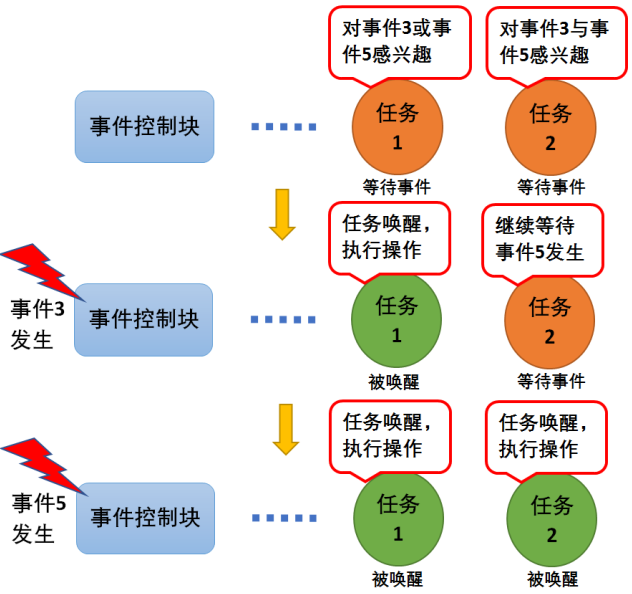 对事件3或事
件5感兴趣
对事件3与事
件5感兴趣
事件控制块
任务
1
任务
2
等待事件
等待事件
任务唤醒，
执行操作
继续等待
事件5发生
事件3
发生
事件控制块
任务
1
任务
2
被唤醒
等待事件
任务唤醒，
执行操作
任务唤醒，
执行操作
事件5
发生
事件控制块
任务
1
任务
2
被唤醒
被唤醒